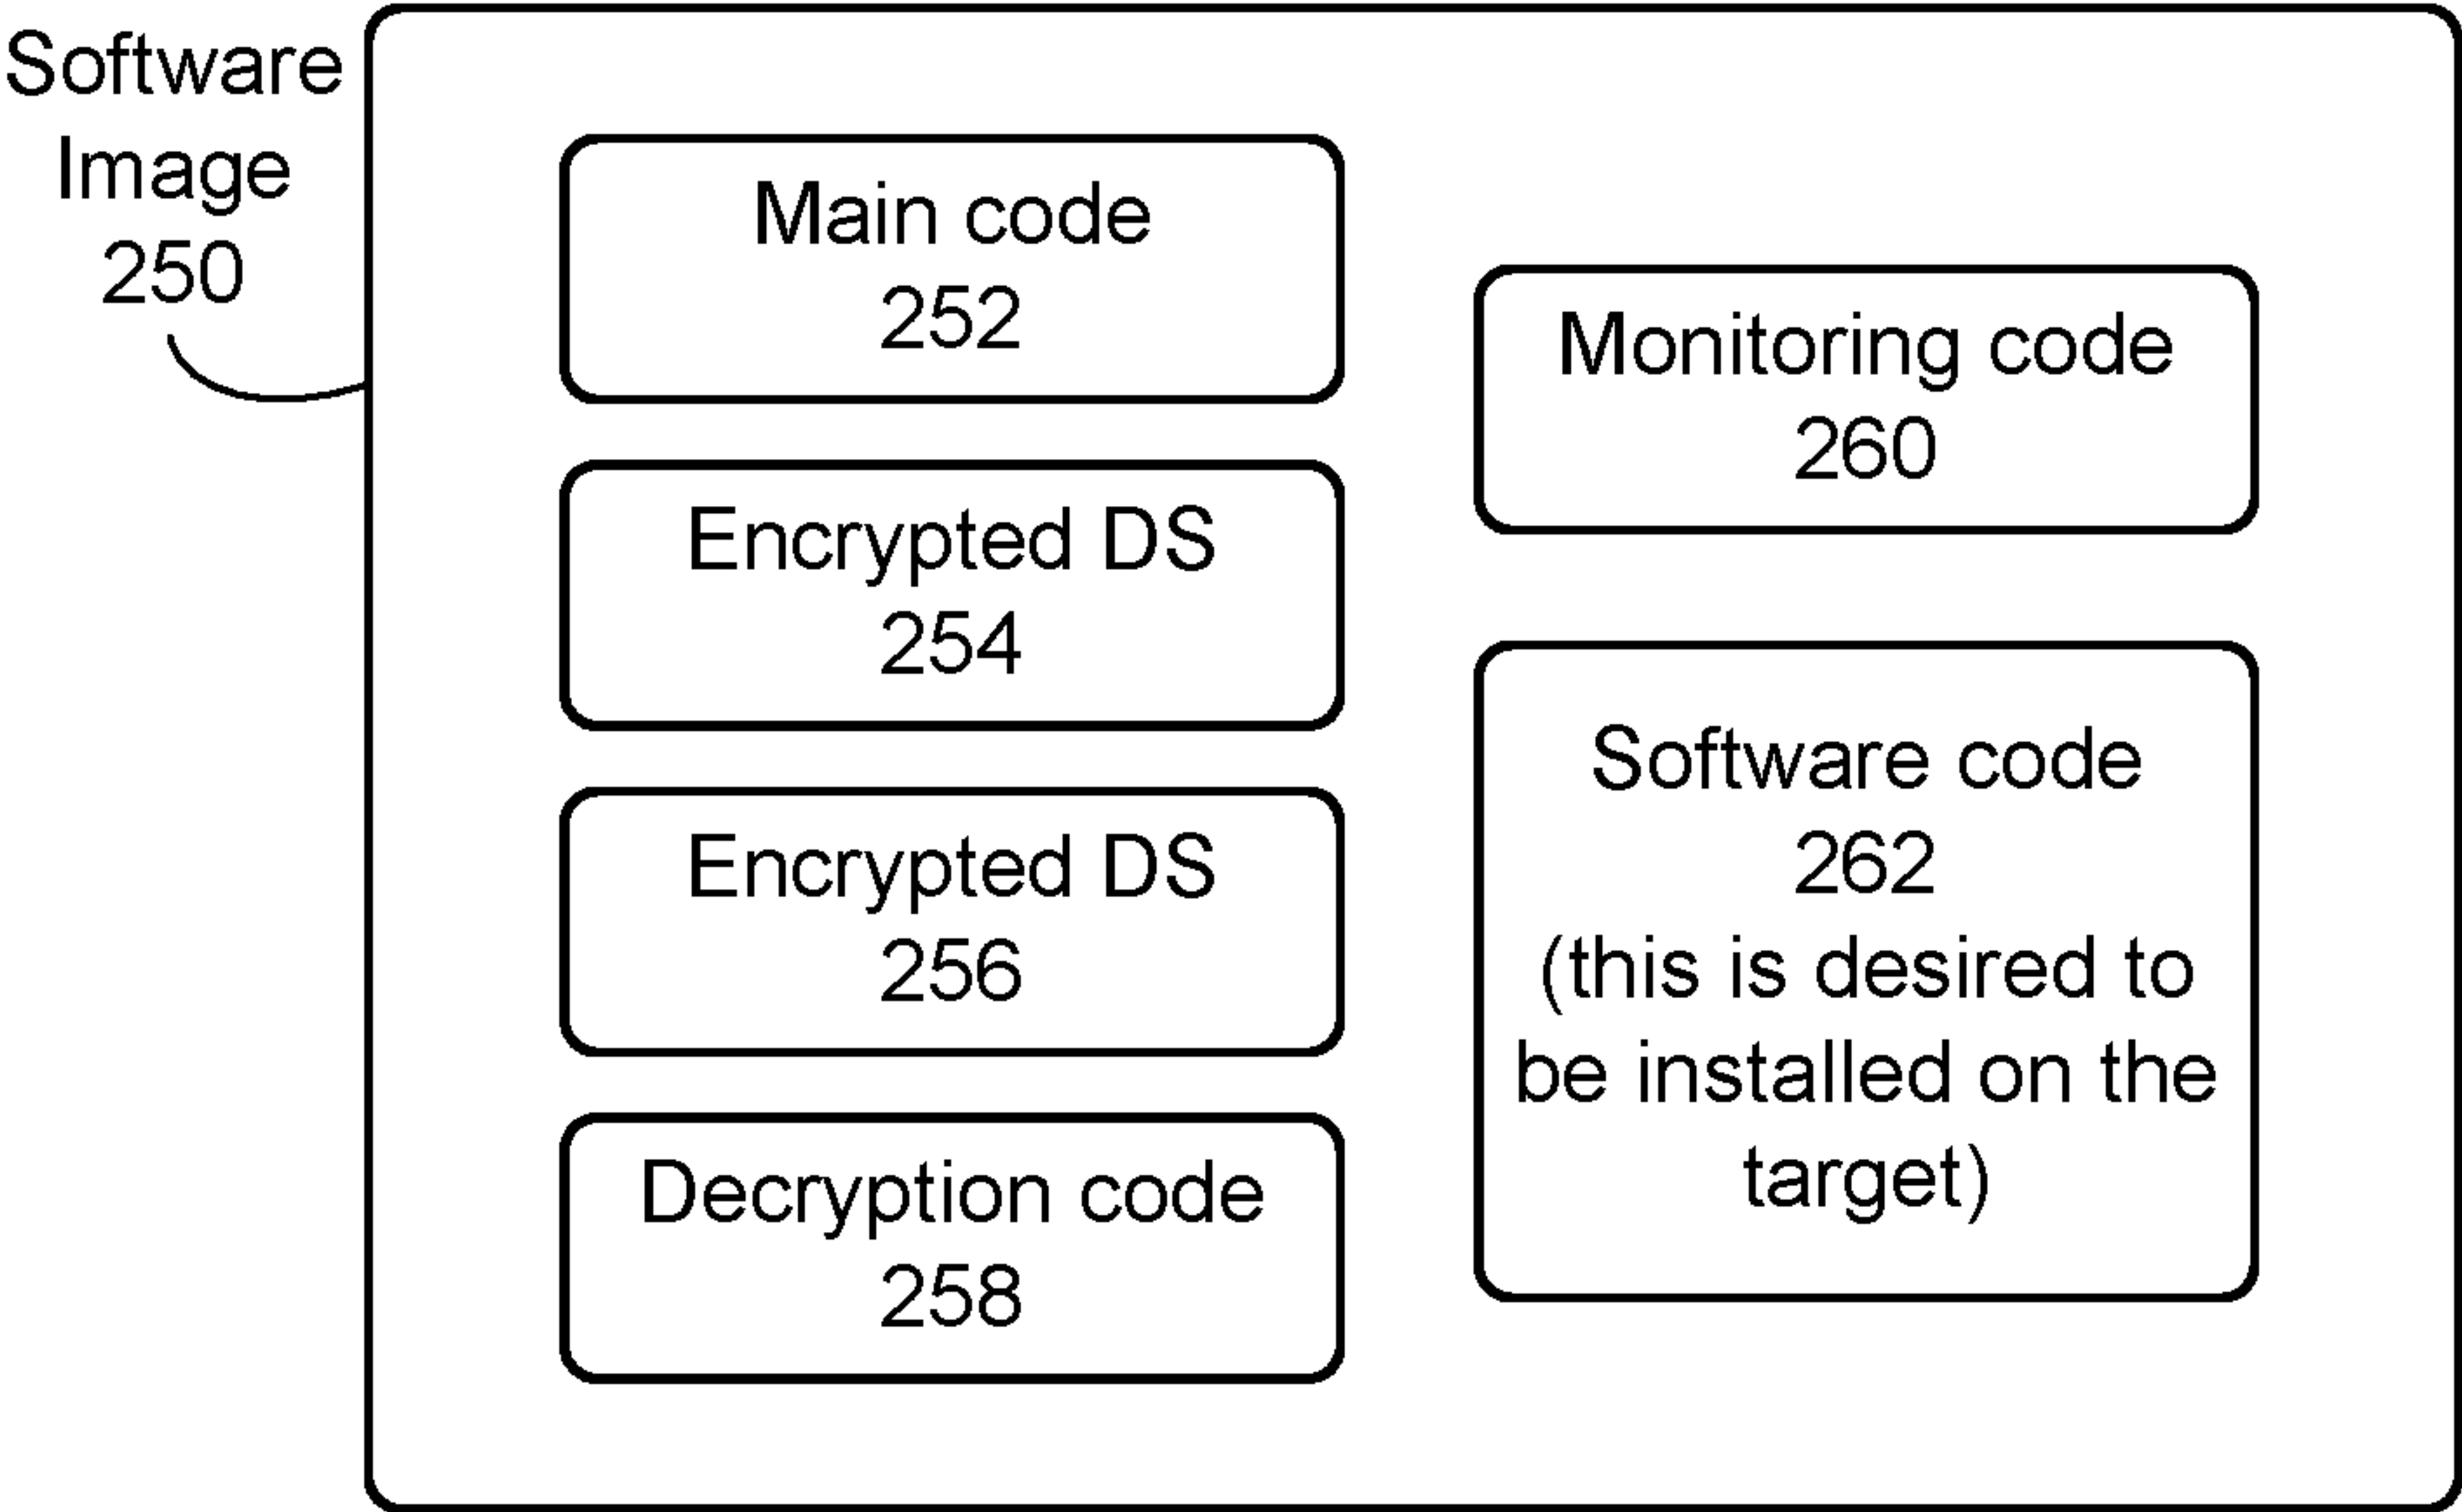 Software
Image
250
Main code
252
Encrypted DS
254
Encrypted DS
256
Decryption code
258
Monitoring code
260
Software code
262
(this is desired to
be installed on the
target)